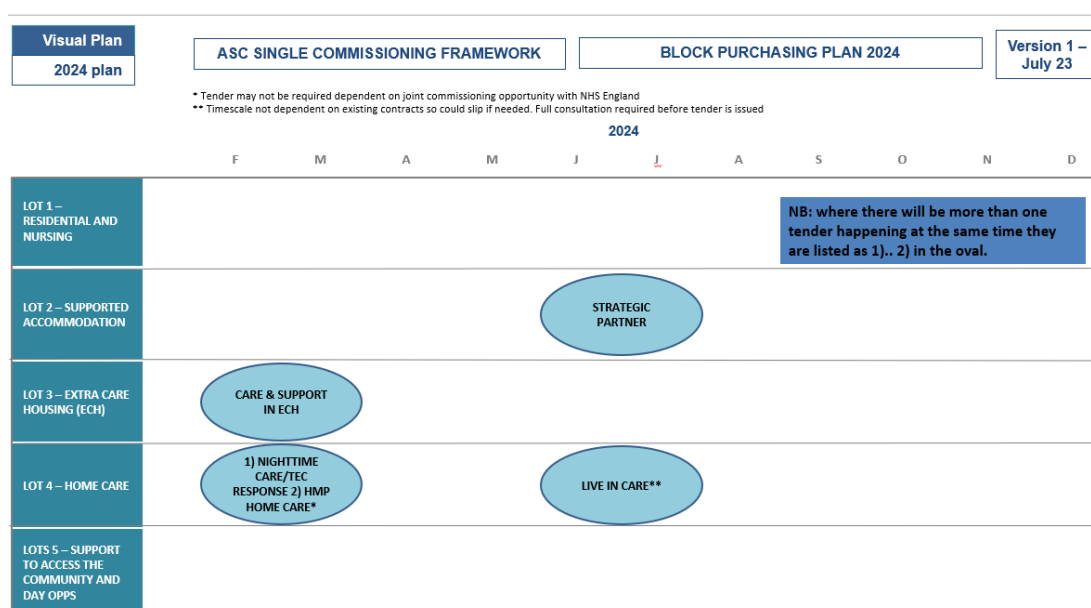 Visual Plan
2024 plan
ASC SINGLE COMMISSIONING FRAMEWORK
BLOCK PURCHASING PLAN 2024
Version 1 –
July 23
* Tender may not be required dependent on joint commissioning opportunity with NHS England
** Timescale not dependent on existing contracts so could slip if needed. Full consultation required before tender is issued
2024
F M A M J J A S O N D
LOT 1 –
RESIDENTIAL AND
NURSING
NB: where there will be more than one
tender happening at the same time they
are listed as 1).. 2) in the oval.
LOT 2 – SUPPORTED
ACCOMMODATION
STRATEGIC
PARTNER
LOT 3 – EXTRA CARE
HOUSING (ECH)
CARE & SUPPORT
IN ECH
LOT 4 – HOME CARE
1) NIGHTTIME
CARE/TEC
RESPONSE 2) HMP
HOME CARE*
LIVE IN CARE**
LOTS 5 – SUPPORT
TO ACCESS THE
COMMUNITY AND
DAY OPPS